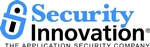 Security
Innovation®
THE APPLICATION SECURITY COMPANY